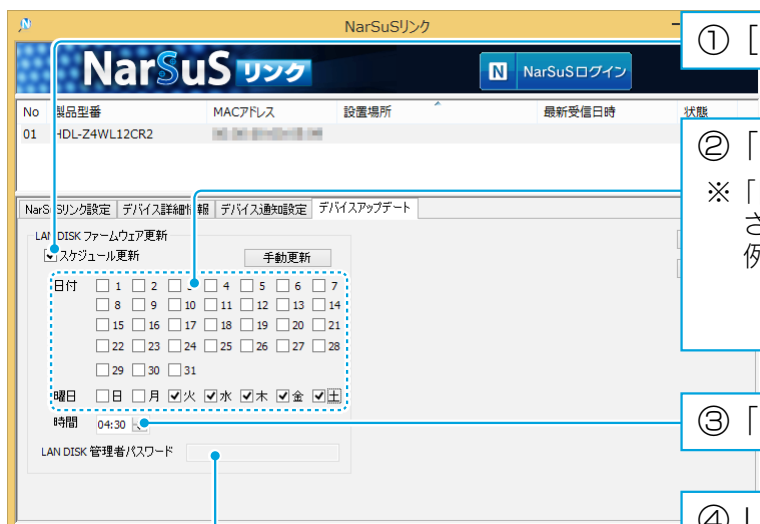 NarSuSリンク
NarSuS リンク
N NarSuSログイン
No 製品型番 MACアドレス 設置場所 最新受信日時 状態
01 HDL-Z4WL12CR2
NarSuSリンク設定 デバイス詳細情報 デバイス通知設定 デバイスアップデート
LAN DISK ファームウェア更新
スケジュール更新 手動更新
日付 1 2 3 4 5 6 7
8 9 10 11 12 13 14
15 16 17 18 19 20 21
22 23 24 25 26 27 28
29 30 31
曜日 日 月 火 水 木 金 土
時間 04:30
LAN DISK 管理者パスワード
①［
②「
※「
さ
例
③「
④